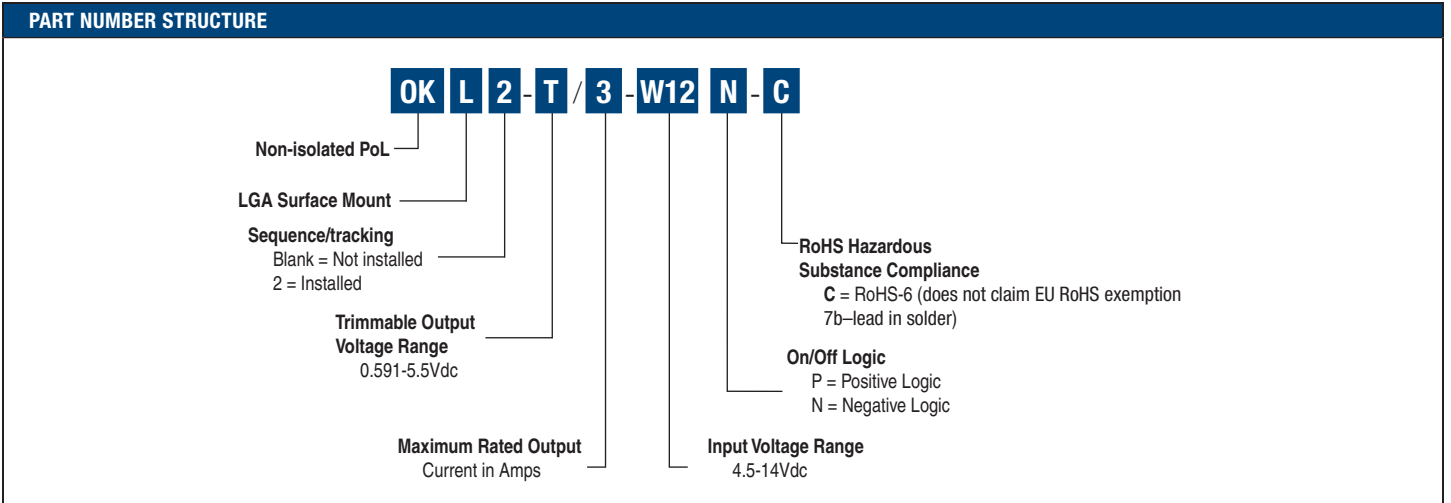 PART NUMBER STRUCTURE
OK L 2 - T / 3 - W12 N - C
Non-isolated PoL
LGA Surface Mount
Sequence/tracking
Blank = Not installed
2 = Installed
Trimmable Output
Voltage Range
0.591-5.5Vdc
Maximum Rated Output
Current in Amps
RoHS Hazardous
Substance Compliance
C = RoHS-6 (does not claim EU RoHS exemption
7b–lead in solder)
On/Off Logic
P = Positive Logic
N = Negative Logic
Input Voltage Range
4.5-14Vdc